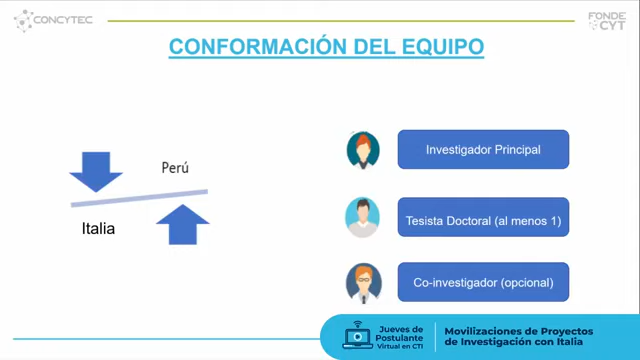 CONCYTEC
FONDE
CYT
CONFORMACIÓN DEL EQUIPO
Perú
Italia
Investigador Principal
Tesista Doctoral (al menos 1)
Co-investigador (opcional)
Jueves de
Postulante
Virtual en CTI
Movilizaciones de Proyectos
de Investigación con Italia